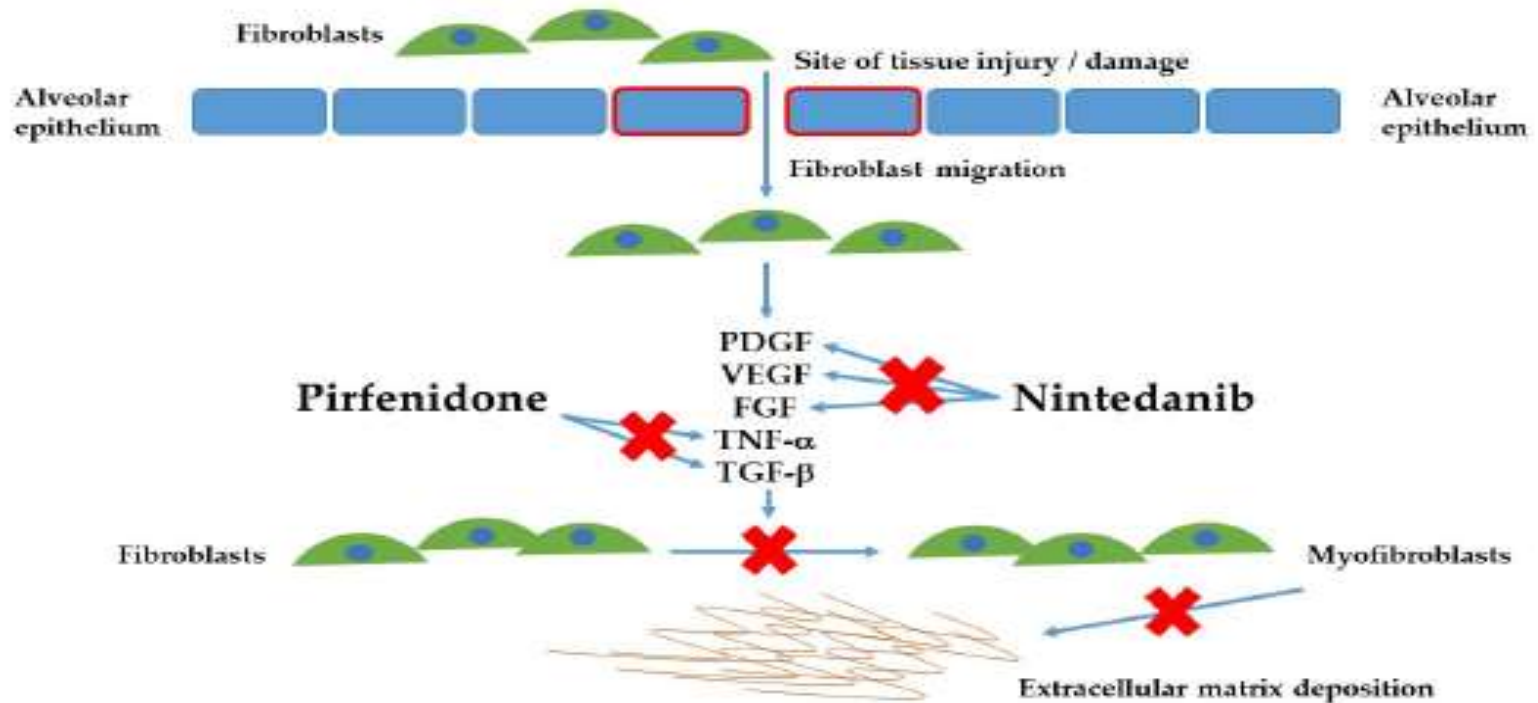 Fibroblasts
Site of tissue injury / damage
Alveolar
epithelium
Alveolar
epithelium
Fibroblast migration
PDGF
VEGF
FGF
TNF-α
TGF-β
Pirfenidone
Nintedanib
Fibroblasts
Myofibroblasts
Extracellular matrix deposition